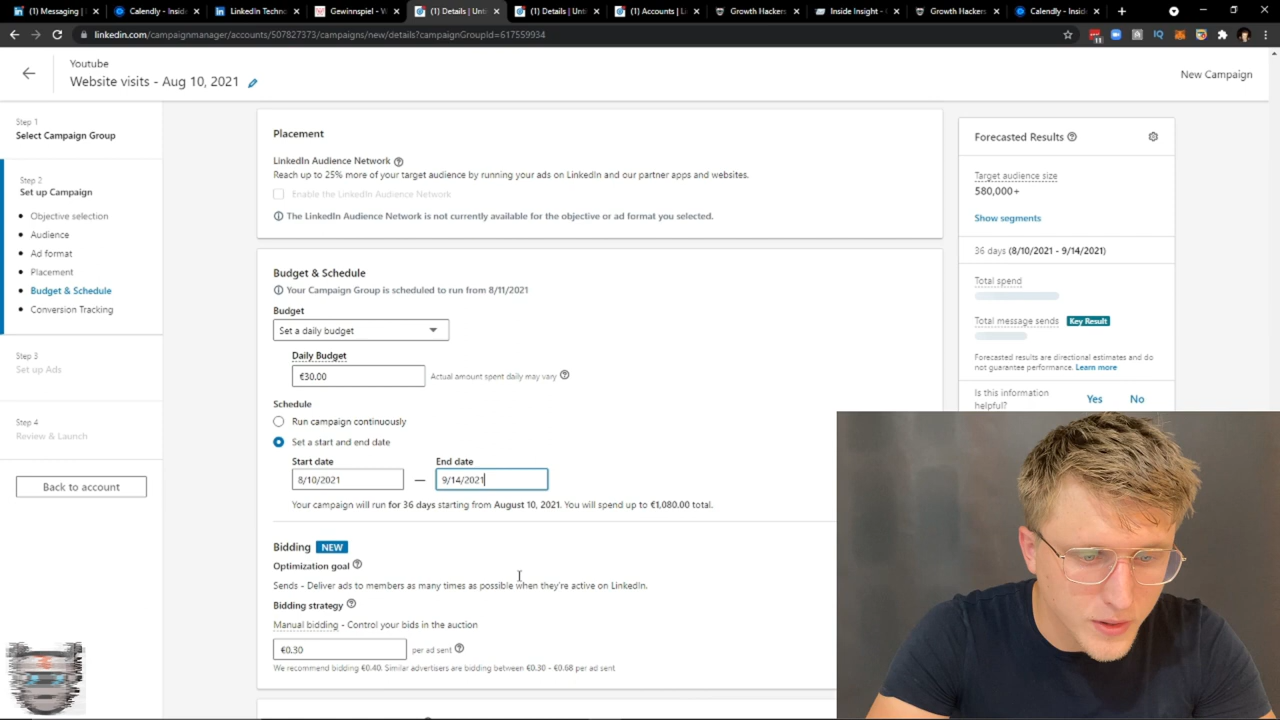 (1) Messaging |
Calendly - Insid
LinkedIn Techno
Gewinnspiel - W
(1) Details | Unti
(1) Details | Unti
(1) Accounts | L
Growth Hackers
Inside Insight -
Growth Hackers
Calendly - Insid
linkedin.com/campaignmanager/accounts/507827373/campaigns/new/details?campaignGroupId=617559934
11
IQ
Youtube
Website visits - Aug 10, 2021
New Campaign
Step 1
Select Campaign Group
Step 2
Set up Campaign
Objective selection
Audience
Ad format
Placement
Budget & Schedule
Conversion Tracking
Step 3
Set up Ads
Step 4
Review & Launch
Back to account
Placement
LinkedIn Audience Network
Reach up to 25% more of your target audience by running your ads on LinkedIn and our partner apps and websites.
Enable the LinkedIn Audience Network
The LinkedIn Audience Network is not currently available for the objective or ad format you selected.
Budget & Schedule
Your Campaign Group is scheduled to run from 8/11/2021
Budget
Set a daily budget
Daily Budget
€30.00
Actual amount spent daily may vary
Schedule
Run campaign continuously
Set a start and end date
Start date
End date
8/10/2021
—
9/14/2021
Your campaign will run for 36 days starting from August 10, 2021. You will spend up to €1,080.00 total.
Bidding NEW
Optimization goal
Sends - Deliver ads to members as many times as possible when they're active on LinkedIn.
Bidding strategy
Manual bidding - Control your bids in the auction
€0.30
per ad sent
We recommend bidding €0.40. Similar advertisers are bidding between €0.30 - €0.68 per ad sent
Forecasted Results
Target audience size
580,000+
Show segments
36 days (8/10/2021 - 9/14/2021)
Total spend
Total message sends Key Result
Forecasted results are directional estimates and do
not guarantee performance. Learn more
Is this information
helpful?
Yes
No